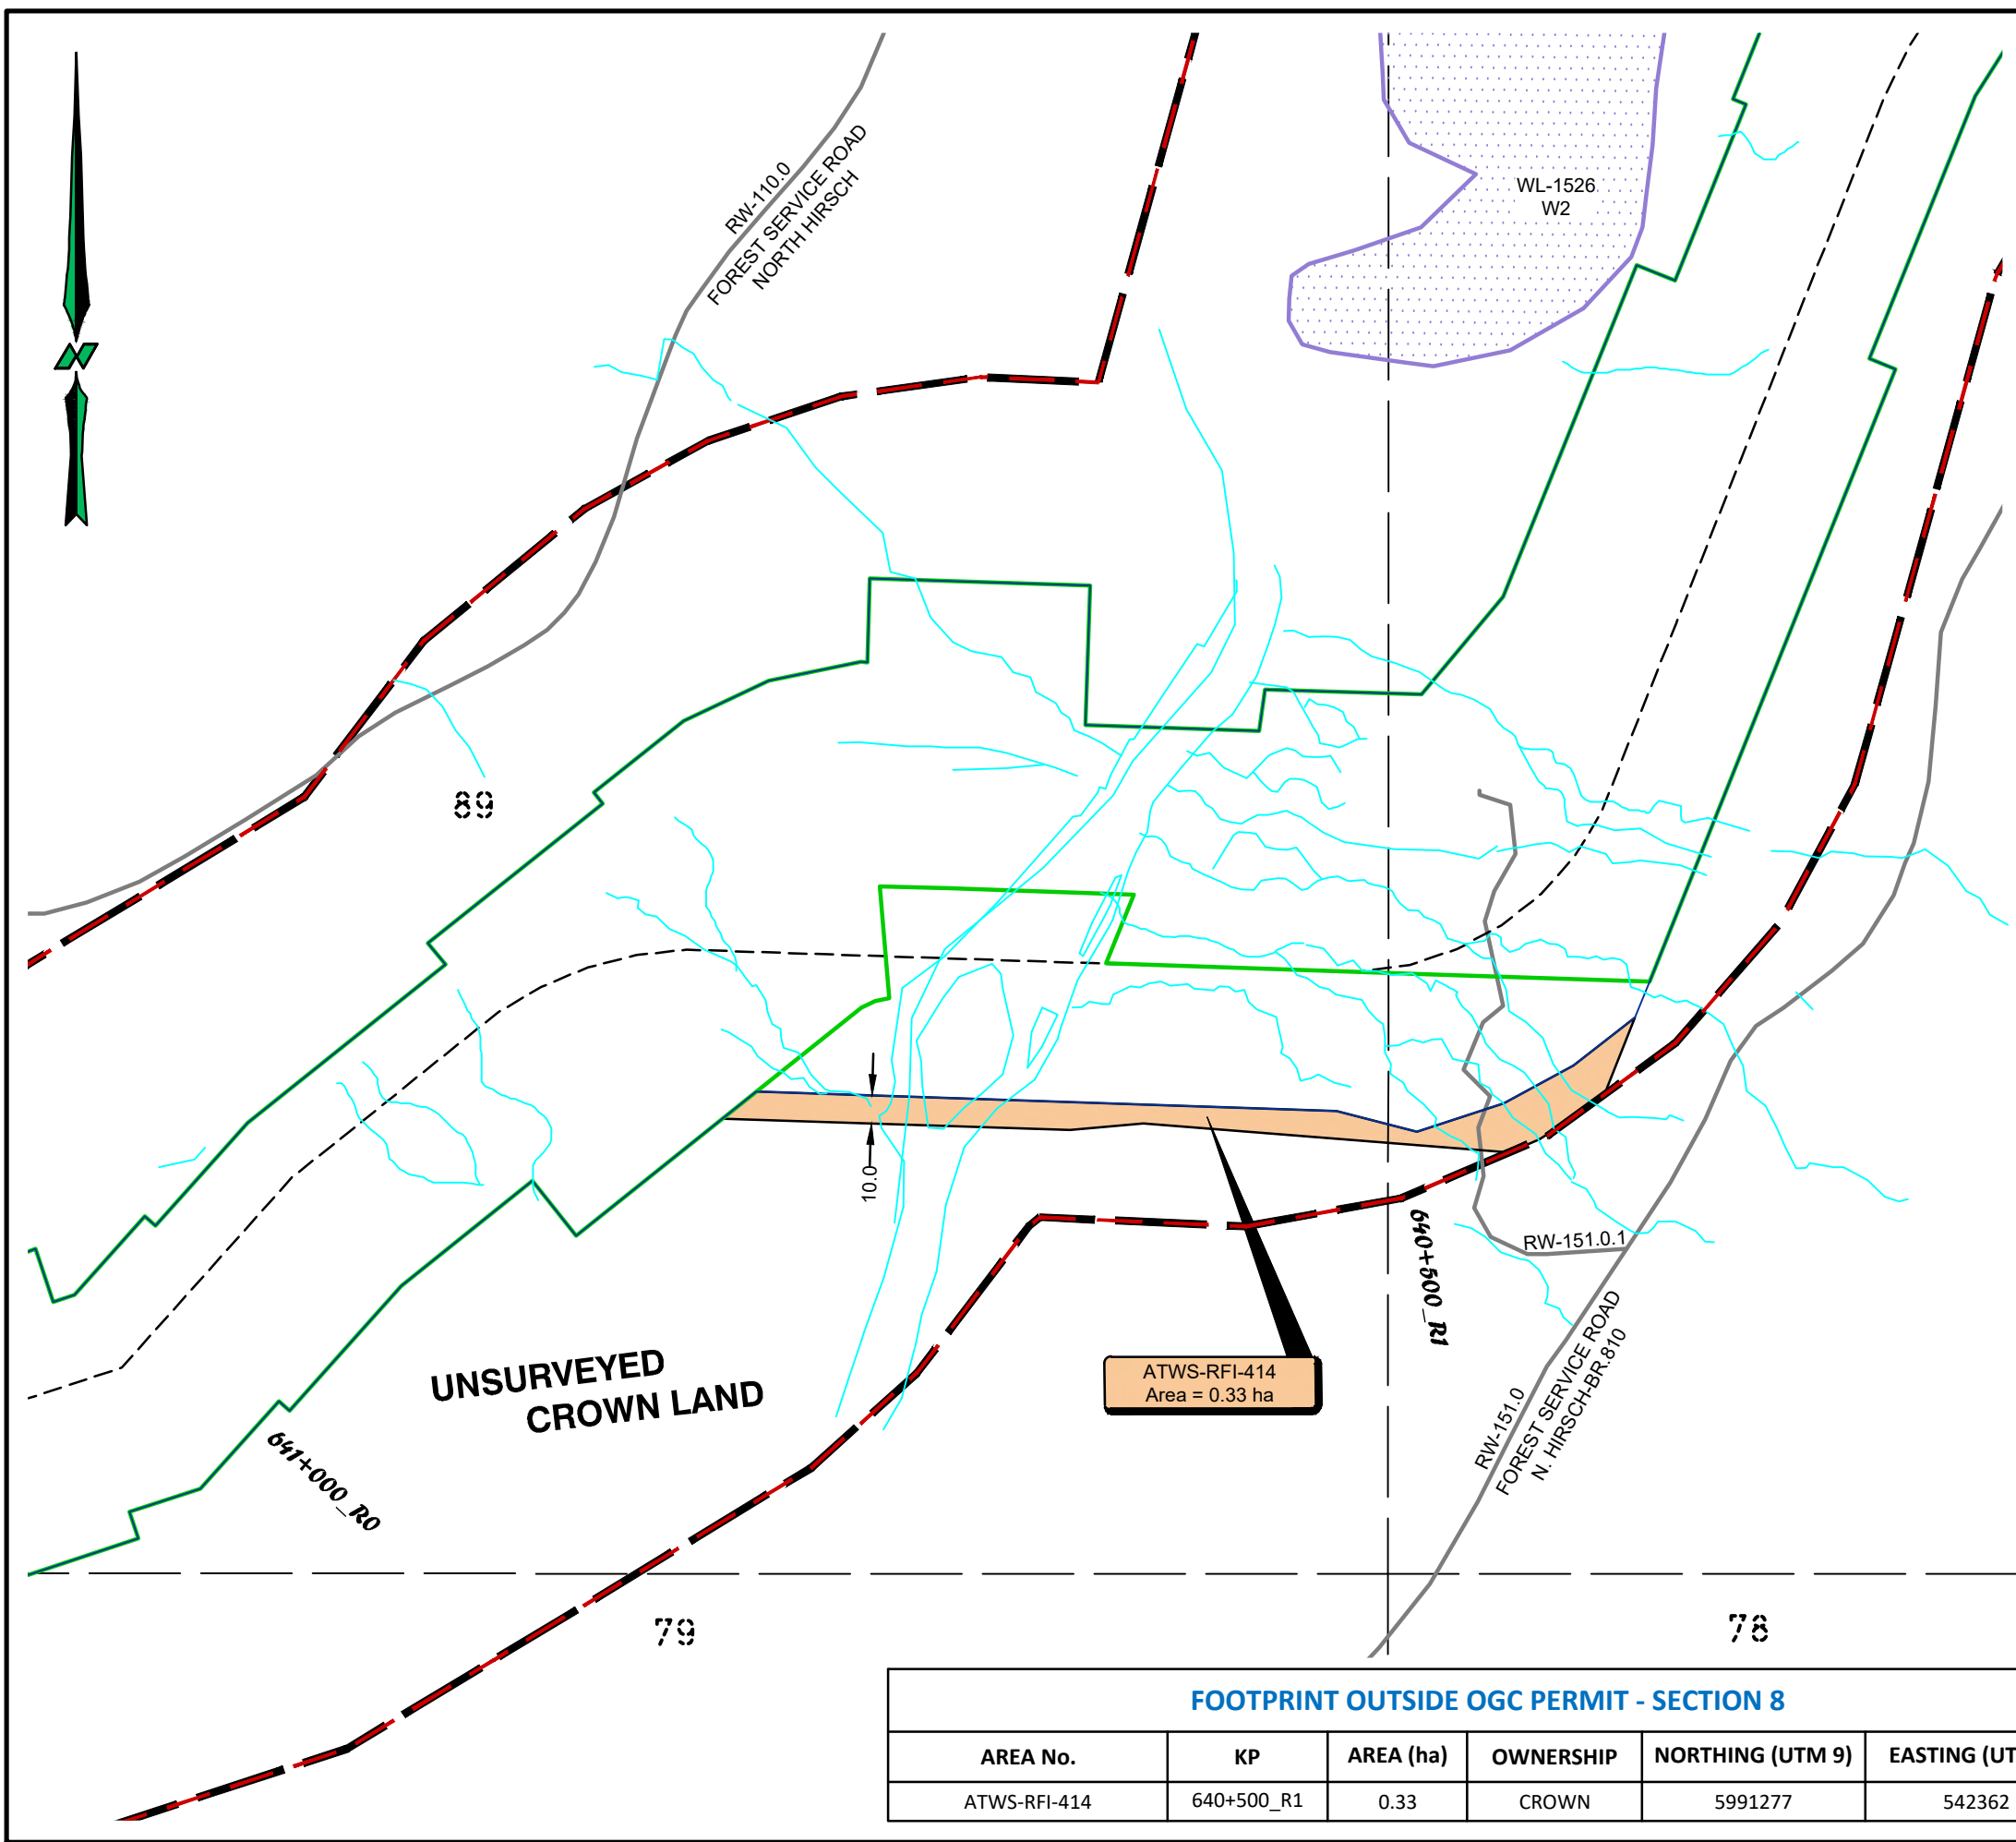 N
RW-110.0
FOREST SERVICE ROAD
NORTH HIRSCH
WL-1526
W2
89
10.0
640+500_R1
RW-151.0.1
UNSURVEYED
CROWN LAND
ATWS-RFI-414
Area = 0.33 ha
RW-151.0
FOREST SERVICE ROAD
N. HIRSCH-BR.810
641+000_R0
79
78
FOOTPRINT OUTSIDE OGC PERMIT - SECTION 8
AREA No. KP AREA (ha) OWNERSHIP NORTHING (UTM 9) EASTING (UT
ATWS-RFI-414 640+500_R1 0.33 CROWN 5991277 542362